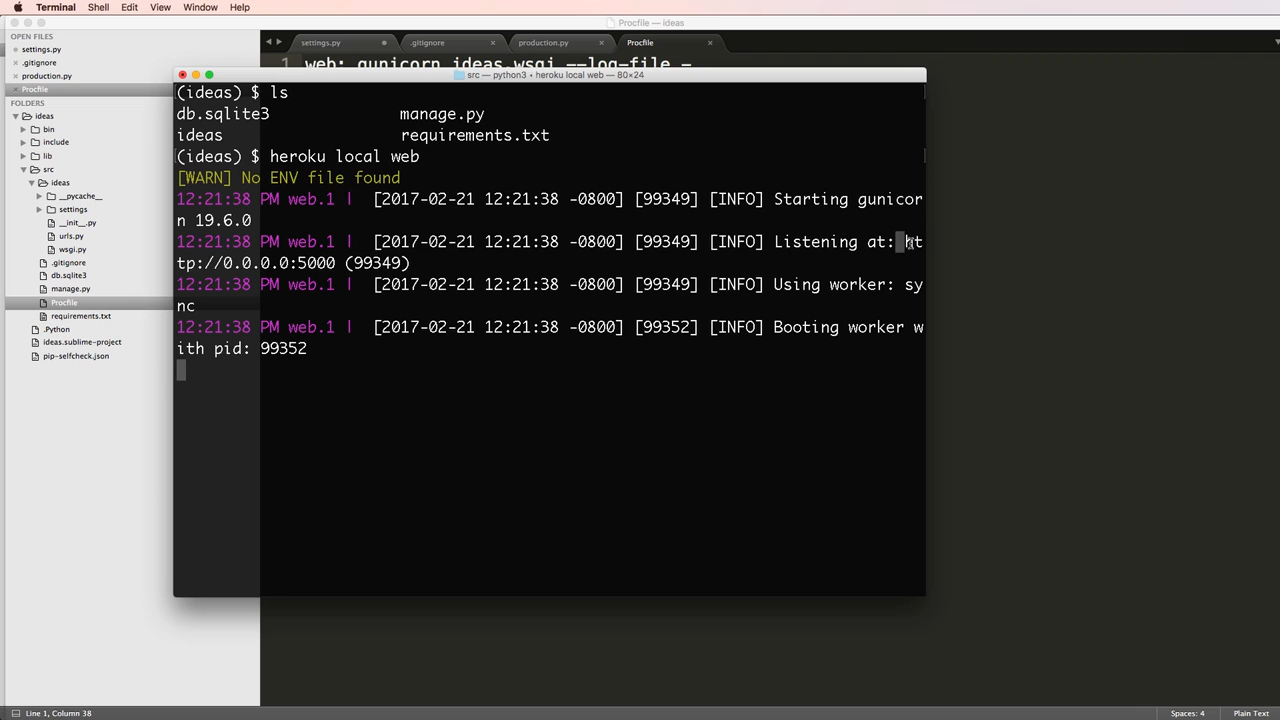 Terminal Shell Edit View Window Help
Procfile — ideas
OPEN FILES
settings.py
.gitignore
production.py
Procfile
FOLDERS
ideas
bin
include
lib
src
ideas
__pycache__
settings
__init__.py
urls.py
wsgi.py
.gitignore
db.sqlite3
manage.py
Procfile
requirements.txt
.Python
ideas.sublime-project
pip-selfcheck.json
settings.py .gitignore production.py Procfile
1 web: gunicorn ideas.wsgi --log-file -
src — python3 • heroku local web — 80×24
(ideas) $ ls
db.sqlite3 manage.py
ideas requirements.txt
(ideas) $ heroku local web
[WARN] No ENV file found
12:21:38 PM web.1 | [2017-02-21 12:21:38 -0800] [99349] [INFO] Starting gunicor
n 19.6.0
12:21:38 PM web.1 | [2017-02-21 12:21:38 -0800] [99349] [INFO] Listening at: ht
tp://0.0.0.0:5000 (99349)
12:21:38 PM web.1 | [2017-02-21 12:21:38 -0800] [99349] [INFO] Using worker: sy
nc
12:21:38 PM web.1 | [2017-02-21 12:21:38 -0800] [99352] [INFO] Booting worker w
ith pid: 99352
Line 1, Column 38 Spaces: 4 Plain Text